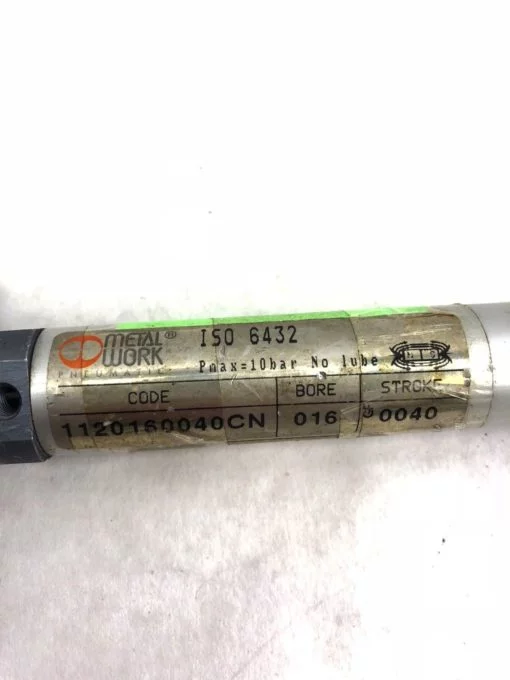 METAL® ISO 6432
WORK
PNEUMATIC Pmax=10bar No lube
CODE BORE STROKE
1120160040CN 016 0040